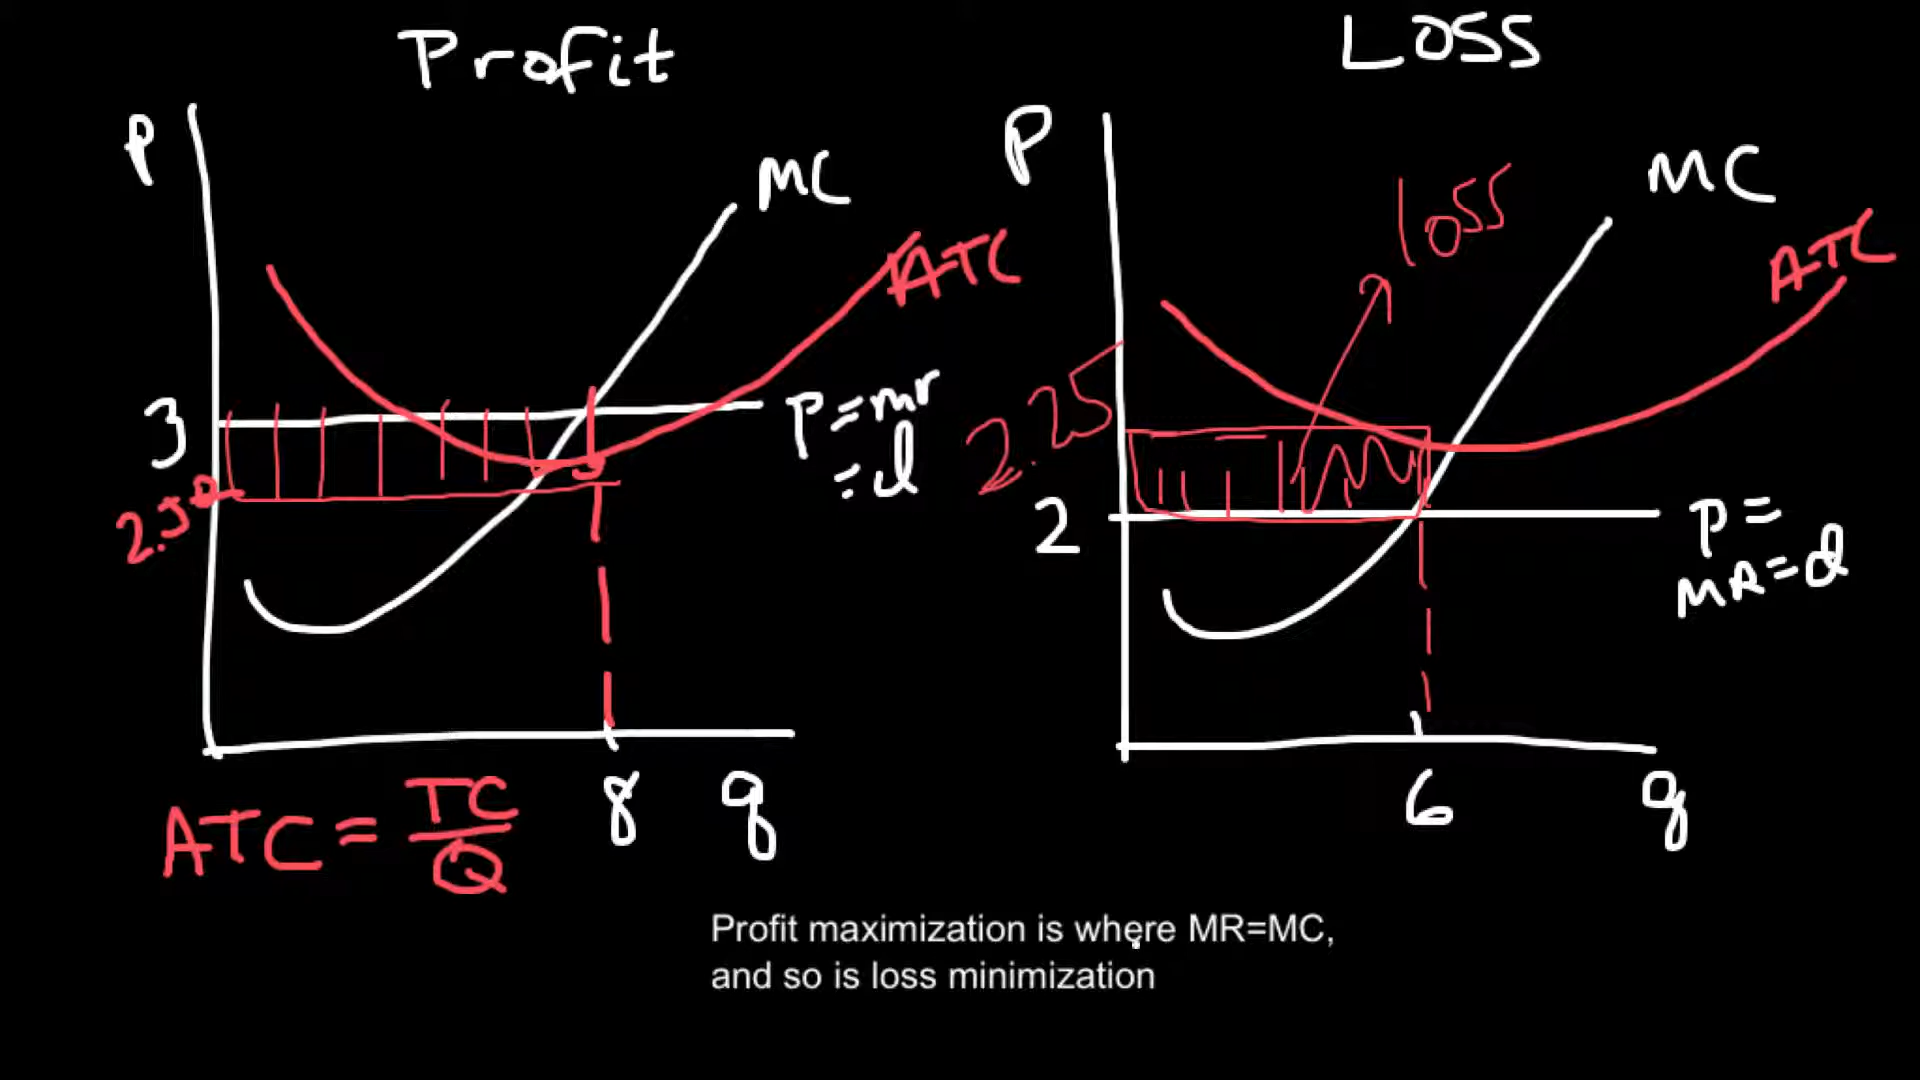 Profit
P
MC
ATC
3
P=mr
=d
2.50
8
q
ATC = TC
Q
Loss
P
MC
loss
ATC
2.25
2
P=
MR=d
6
q
Profit maximization is where MR=MC,
and so is loss minimization